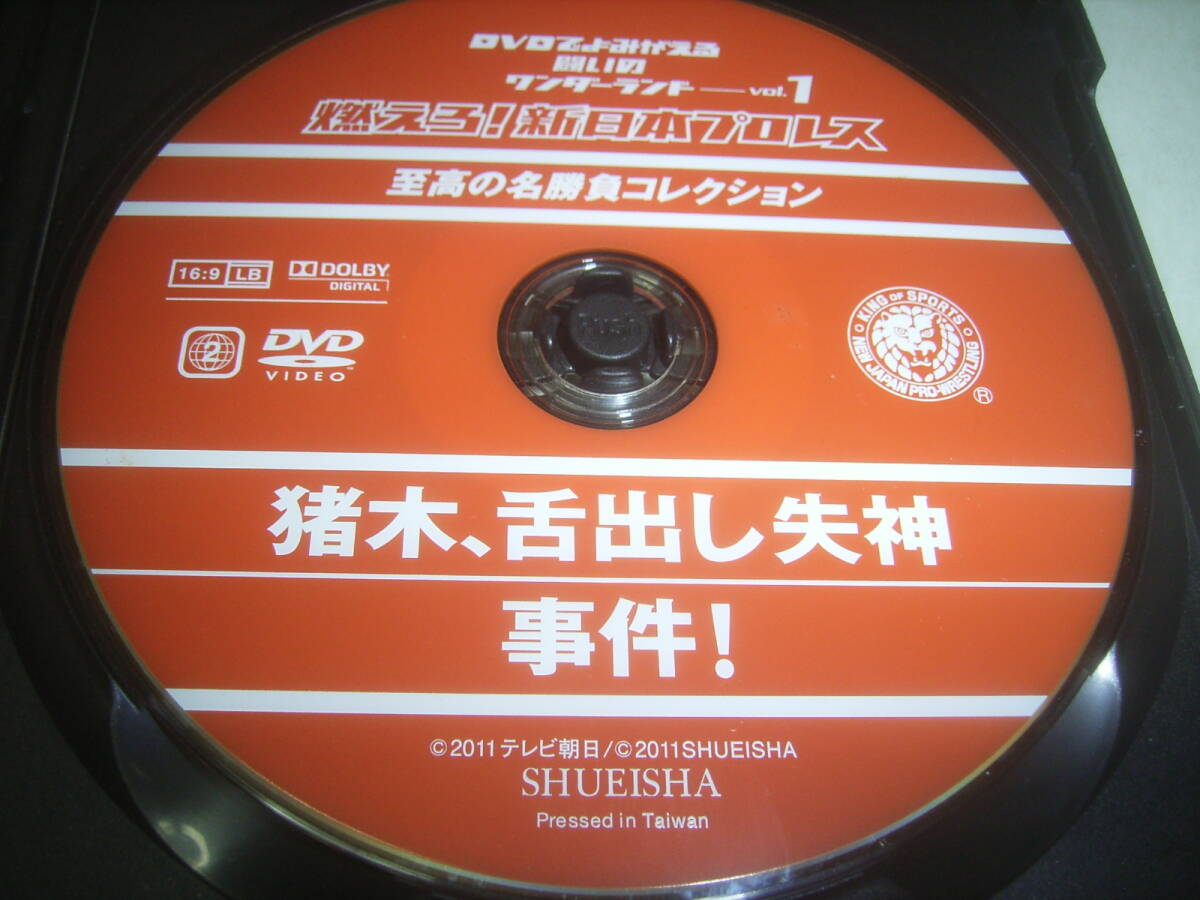 DVDでよみがえる
闘いの
ワンダーランド—vol.1
燃えろ!新日本プロレス
至高の名勝負コレクション
16:9 LB
DOLBY
DIGITAL
2
DVD
VIDEO
TM
Push
KING OF SPORTS
NEW JAPAN PRO-WRESTLING
®
猪木、舌出し失神
事件!
©2011テレビ朝日/©2011SHUEISHA
SHUEISHA
Pressed in Taiwan